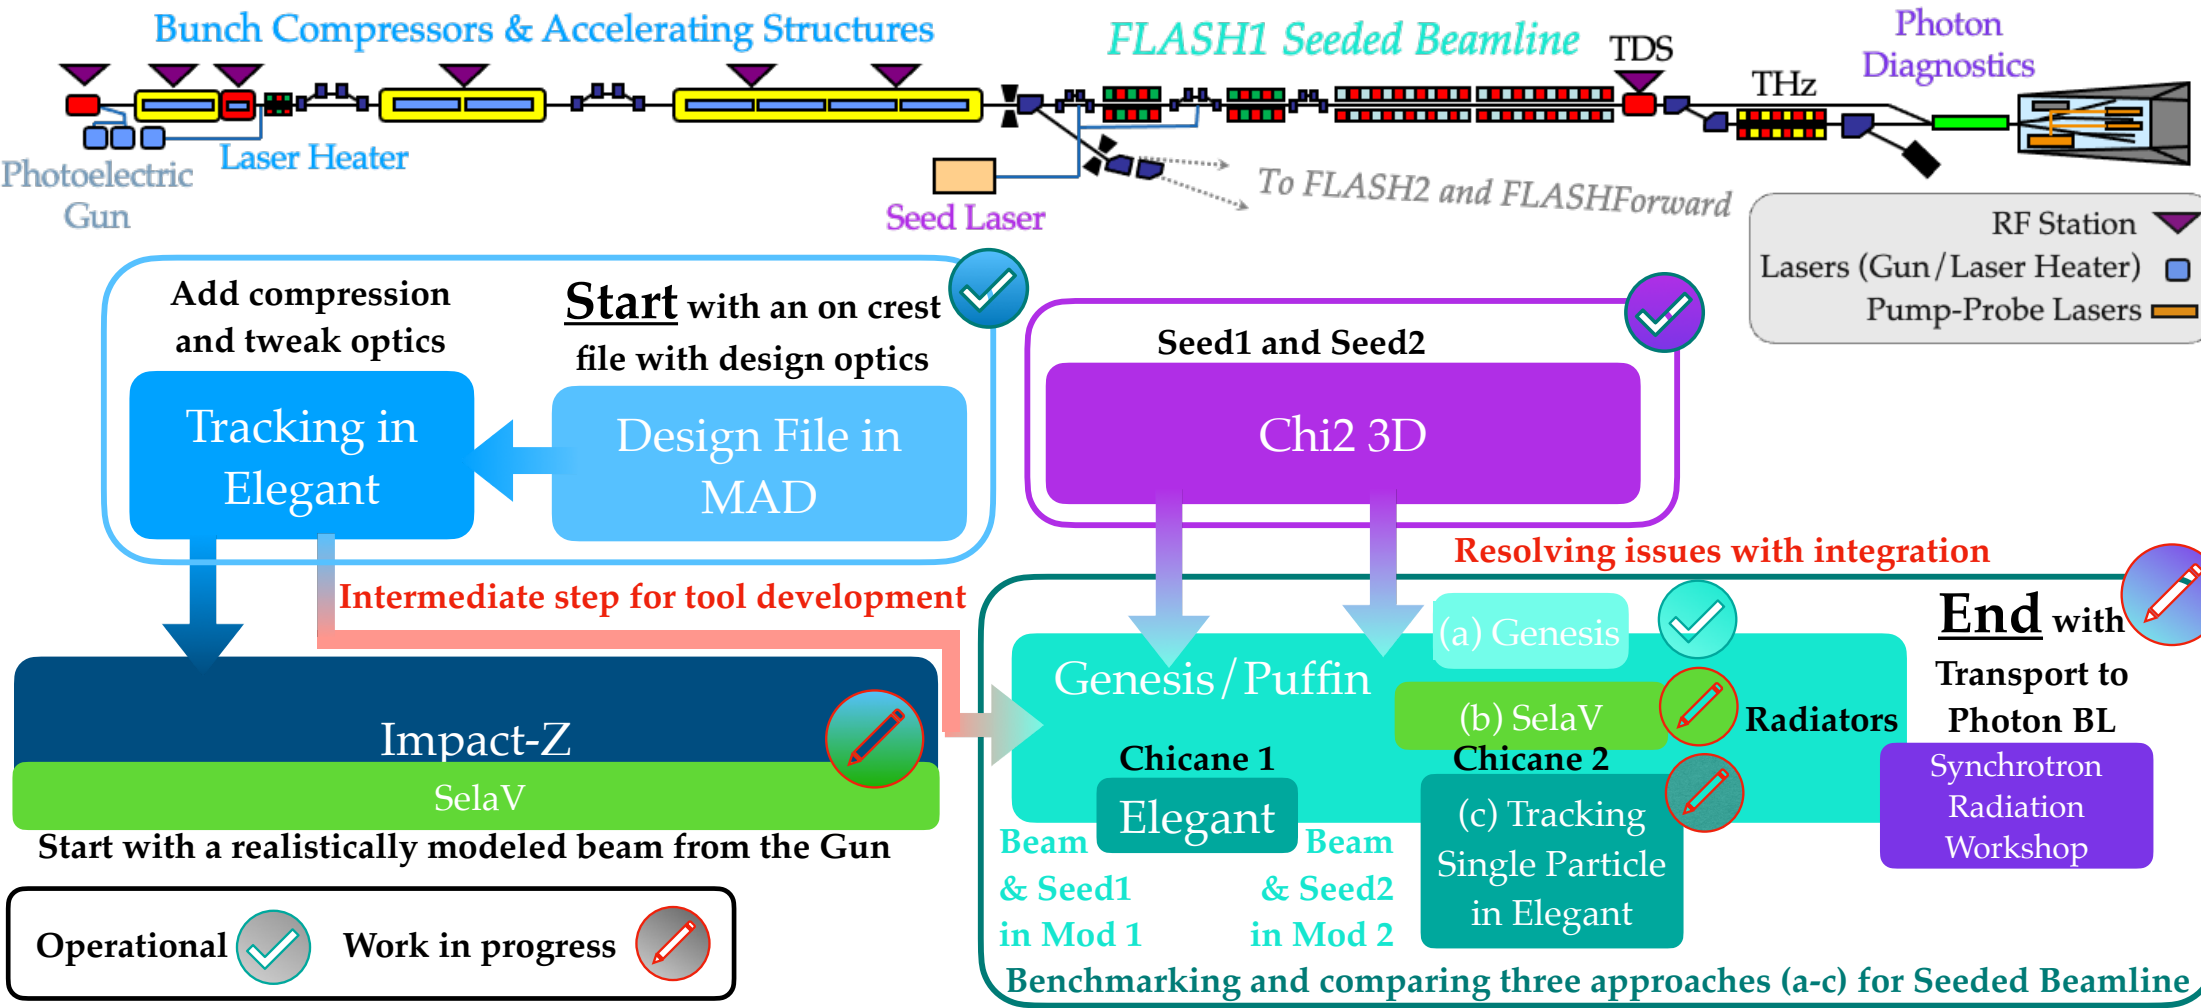 Bunch Compressors & Accelerating Structures
FLASH1 Seeded Beamline
TDS
Photon
Diagnostics
THz
Laser Heater
Photoelectric
Gun
Seed Laser
To FLASH2 and FLASHForward
RF Station
Lasers (Gun/Laser Heater)
Pump-Probe Lasers
Add compression
and tweak optics
Start with an on crest
file with design optics
Tracking in
Elegant
Design File in
MAD
Seed1 and Seed2
Chi2 3D
Resolving issues with integration
Intermediate step for tool development
Impact-Z
SelaV
Start with a realistically modeled beam from the Gun
Genesis/Puffin
(a) Genesis
(b) SelaV
Radiators
Chicane 1
Elegant
Chicane 2
(c) Tracking
Single Particle
in Elegant
Beam
& Seed1
in Mod 1
Beam
& Seed2
in Mod 2
End with
Transport to
Photon BL
Synchrotron
Radiation
Workshop
Benchmarking and comparing three approaches (a-c) for Seeded Beamline
Operational
Work in progress